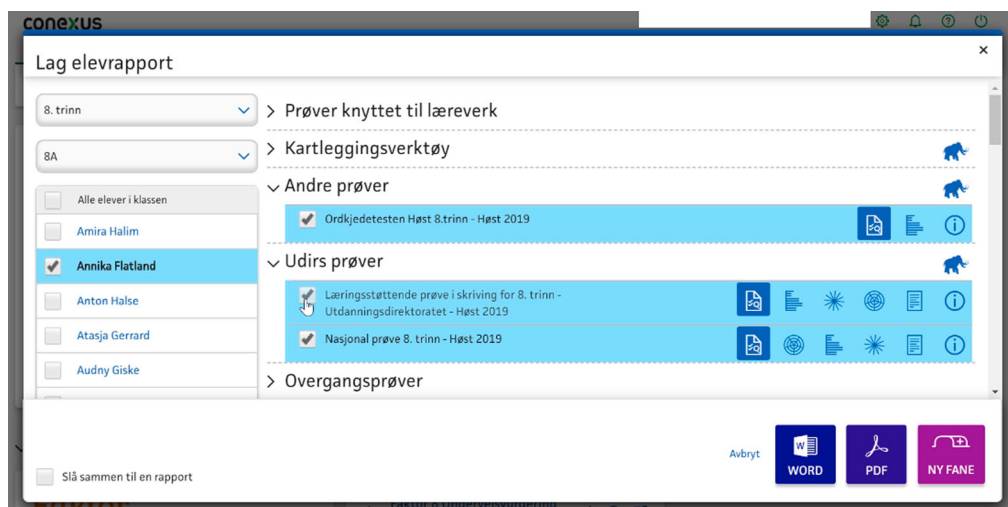 conexus
Lag elevrapport
8. trinn
8A
Alle elever i klassen
Amira Halim
Annika Flatland
Anton Halse
Atasja Gerrard
Audny Giske
Prøver knyttet til læreverk
Kartleggingsverktøy
Andre prøver
Ordkjedetesten Høst 8.trinn - Høst 2019
Udirs prøver
Læringsstøttende prøve i skriving for 8. trinn -
Utdanningsdirektoratet - Høst 2019
Nasjonal prøve 8. trinn - Høst 2019
Overgangsprøver
Slå sammen til en rapport
Avbryt
WORD
PDF
NY FANE